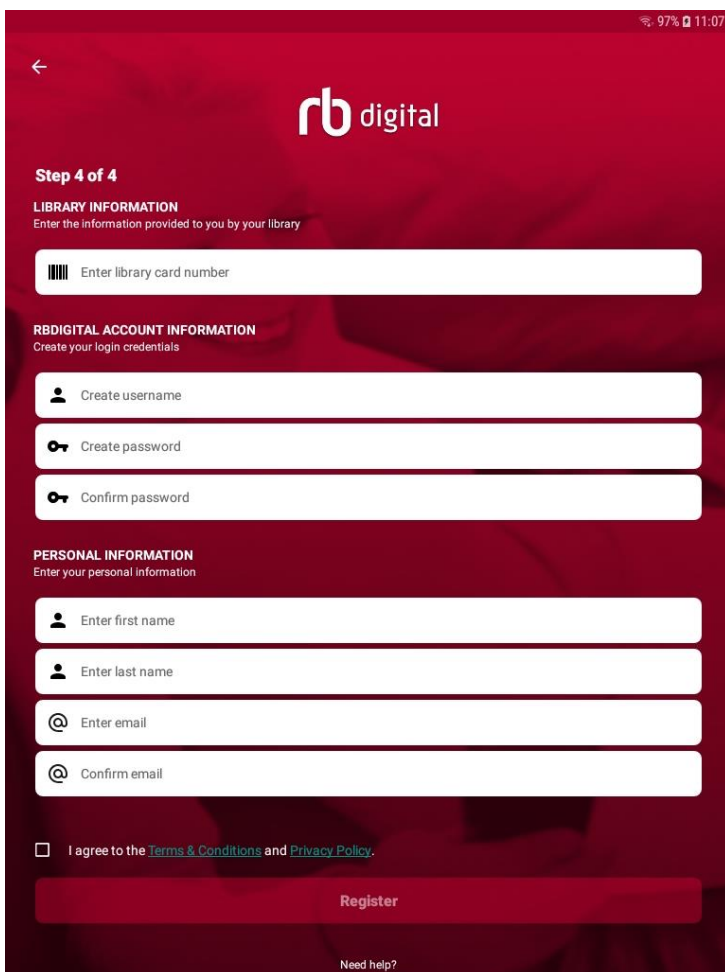 97% 11:07
rb digital
Step 4 of 4
LIBRARY INFORMATION
Enter the information provided to you by your library
Enter library card number
RBDIGITAL ACCOUNT INFORMATION
Create your login credentials
Create username
Create password
Confirm password
PERSONAL INFORMATION
Enter your personal information
Enter first name
Enter last name
Enter email
Confirm email
I agree to the Terms & Conditions and Privacy Policy.
Register
Need help?